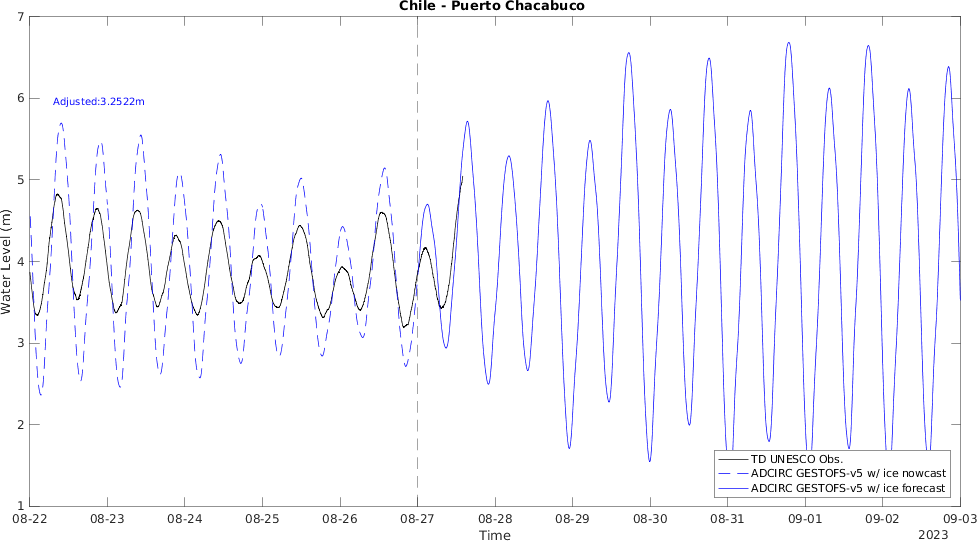 Chile - Puerto Chacabuco
7
6
5
4
3
2
1
Water Level (m)
Adjusted:3.2522m
TD UNESCO Obs.
ADCIRC GESTOFS-v5 w/ ice nowcast
ADCIRC GESTOFS-v5 w/ ice forecast
08-22 08-23 08-24 08-25 08-26 08-27 08-28 08-29 08-30 08-31 09-01 09-02 09-03
Time
2023